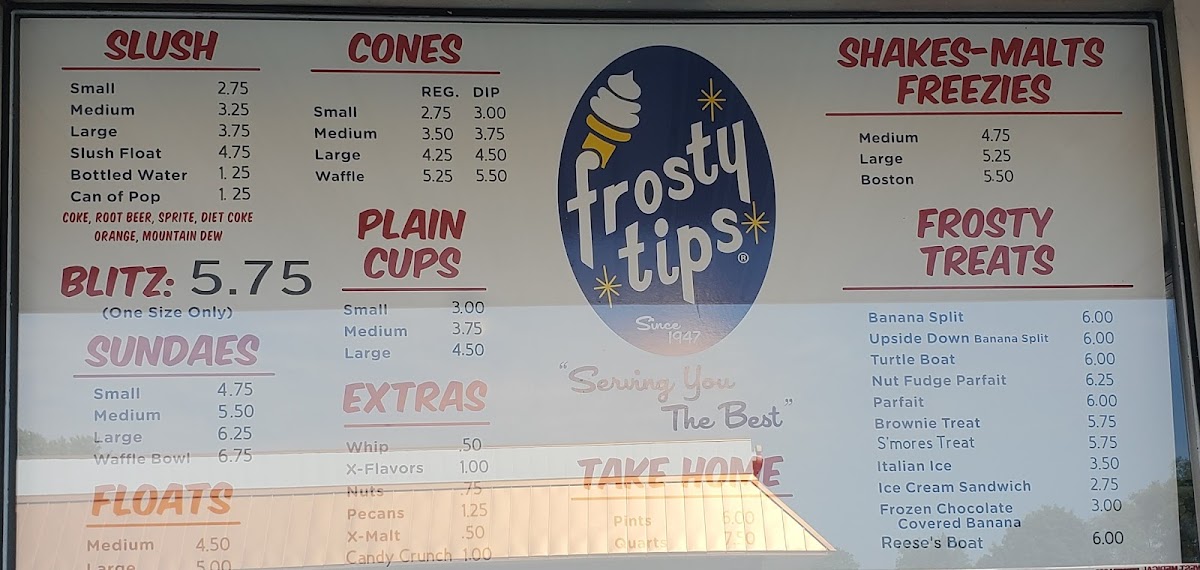 SLUSH
Small 2.75
Medium 3.25
Large 3.75
Slush Float 4.75
Bottled Water 1. 25
Can of Pop 1. 25
COKE, ROOT BEER, SPRITE, DIET COKE
ORANGE, MOUNTAIN DEW
BLITZ: 5.75
(One Size Only)
SUNDAES
Small 4.75
Medium 5.50
Large 6.25
Waffle Bowl 6.75
FLOATS
Medium 4.50
Large 5.00
CONES
REG. DIP
Small 2.75 3.00
Medium 3.50 3.75
Large 4.25 4.50
Waffle 5.25 5.50
PLAIN
CUPS
Small 3.00
Medium 3.75
Large 4.50
EXTRAS
Whip .50
X-Flavors 1.00
Nuts .75
Pecans 1.25
X-Malt .50
Candy Crunch 1.00
frosty
tips®
Since
1947
"Serving You
The Best"
TAKE HOME
Pints 6.00
Quarts 7.50
SHAKES-MALTS
FREEZIES
Medium 4.75
Large 5.25
Boston 5.50
FROSTY
TREATS
Banana Split 6.00
Upside Down Banana Split 6.00
Turtle Boat 6.00
Nut Fudge Parfait 6.25
Parfait 6.00
Brownie Treat 5.75
S'mores Treat 5.75
Italian Ice 3.50
Ice Cream Sandwich 2.75
Frozen Chocolate 3.00
Covered Banana
Reese's Boat 6.00